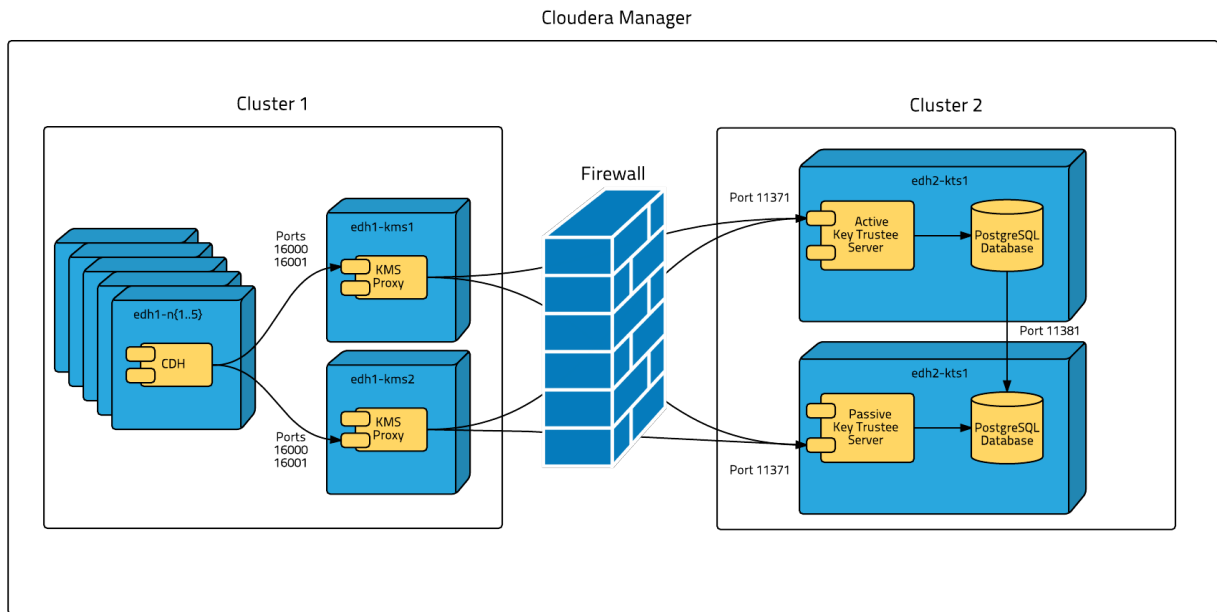 Cloudera Manager
Cluster 1
Cluster 2
Firewall
edh1-n{1..5}
CDH
Ports
16000
16001
Ports
16000
16001
edh1-kms1
KMS
Proxy
edh1-kms2
KMS
Proxy
Port 11371
Port 11371
edh2-kts1
Active
Key Trustee
Server
PostgreSQL
Database
Port 11381
edh2-kts1
Passive
Key Trustee
Server
PostgreSQL
Database